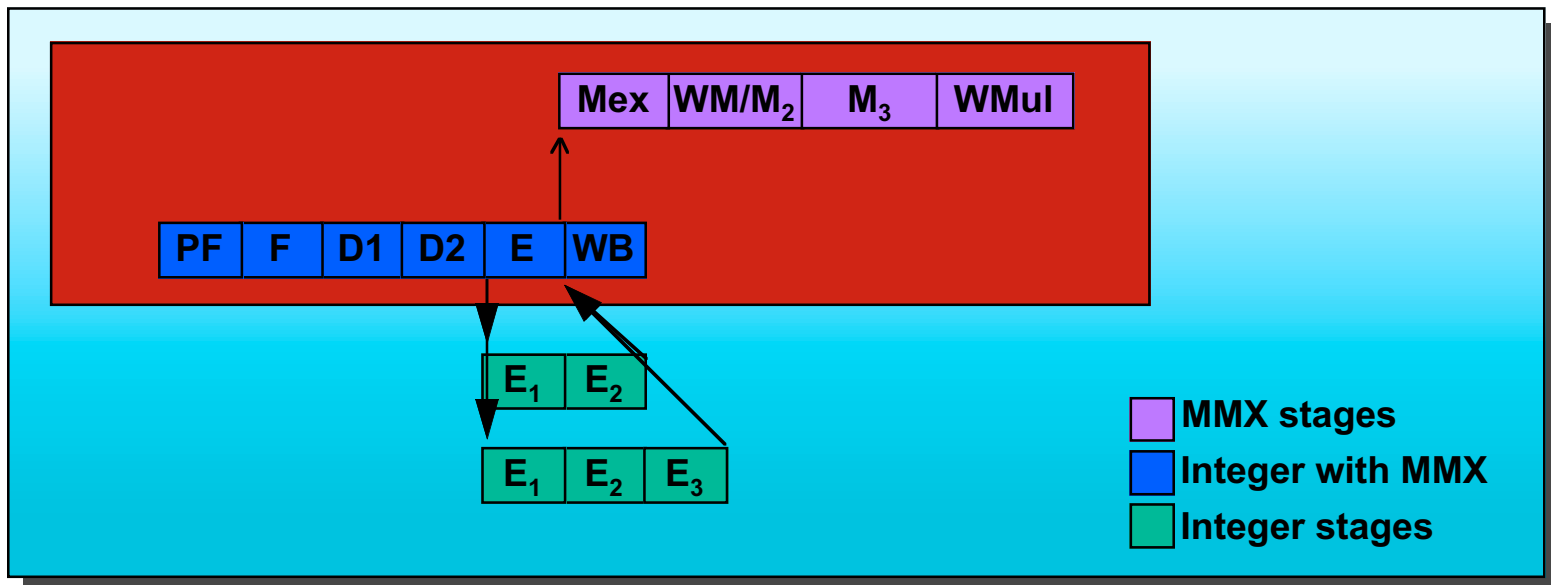 Mex WM/M₂ M₃ WMul
PF F D1 D2 E WB
E₁ E₂
E₁ E₂ E₃
MMX stages
Integer with MMX
Integer stages